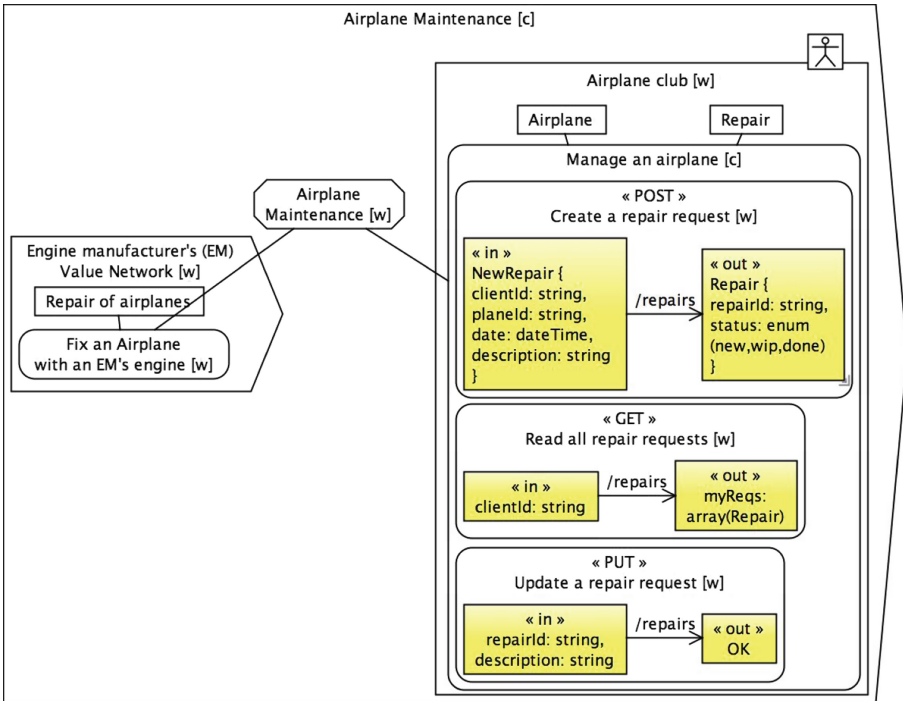 Airplane Maintenance [c]
Airplane club [w]
Airplane
Repair
Manage an airplane [c]
« POST »
Create a repair request [w]
« in »
NewRepair {
clientId: string,
planeId: string,
date: dateTime,
description: string
}
/repairs
« out »
Repair {
repairId: string,
status: enum
(new,wip,done)
}
Airplane
Maintenance [w]
Engine manufacturer's (EM)
Value Network [w]
Repair of airplanes
Fix an Airplane
with an EM's engine [w]
« GET »
Read all repair requests [w]
« in »
clientId: string
/repairs
« out »
myReqs:
array(Repair)
« PUT »
Update a repair request [w]
« in »
repairId: string,
description: string
/repairs
« out »
OK